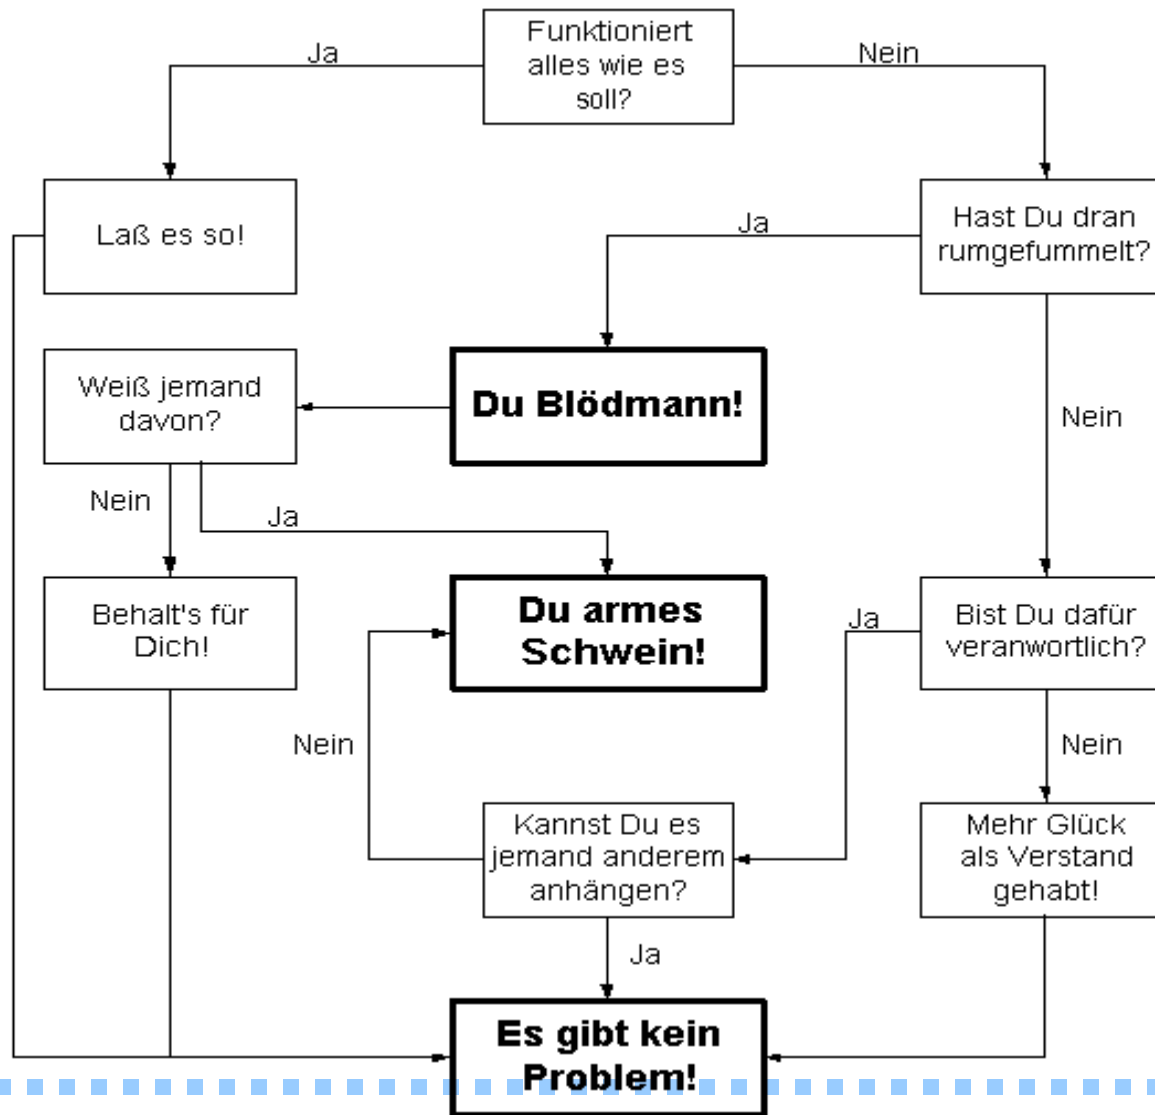 Funktioniert
alles wie es
soll?
Ja
Nein
Laß es so!
Hast Du dran
rumgefummelt?
Ja
Weiß jemand
davon?
Du Blödmann!
Nein
Nein
Ja
Behalt's für
Dich!
Du armes
Schwein!
Ja
Bist Du dafür
veranwortlich?
Nein
Nein
Kannst Du es
jemand anderem
anhängen?
Mehr Glück
als Verstand
gehabt!
Ja
Es gibt kein
Problem!